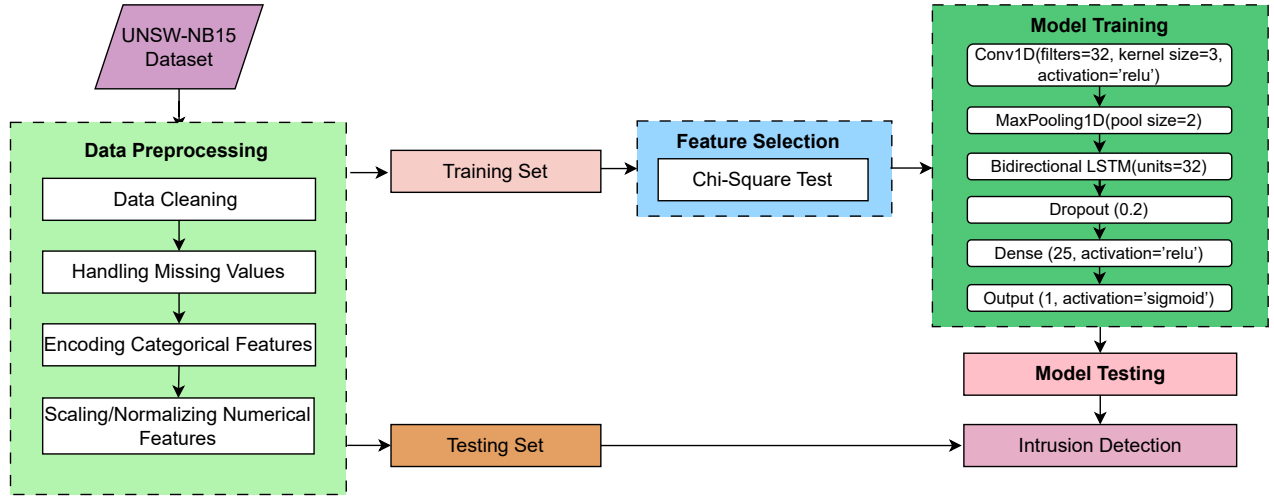 UNSW-NB15
Dataset
Data Preprocessing
Data Cleaning
Handling Missing Values
Encoding Categorical Features
Scaling/Normalizing Numerical
Features
Training Set
Testing Set
Feature Selection
Chi-Square Test
Model Training
Conv1D(filters=32, kernel size=3,
activation=’relu’)
MaxPooling1D(pool size=2)
Bidirectional LSTM(units=32)
Dropout (0.2)
Dense (25, activation=’relu’)
Output (1, activation=’sigmoid’)
Model Testing
Intrusion Detection